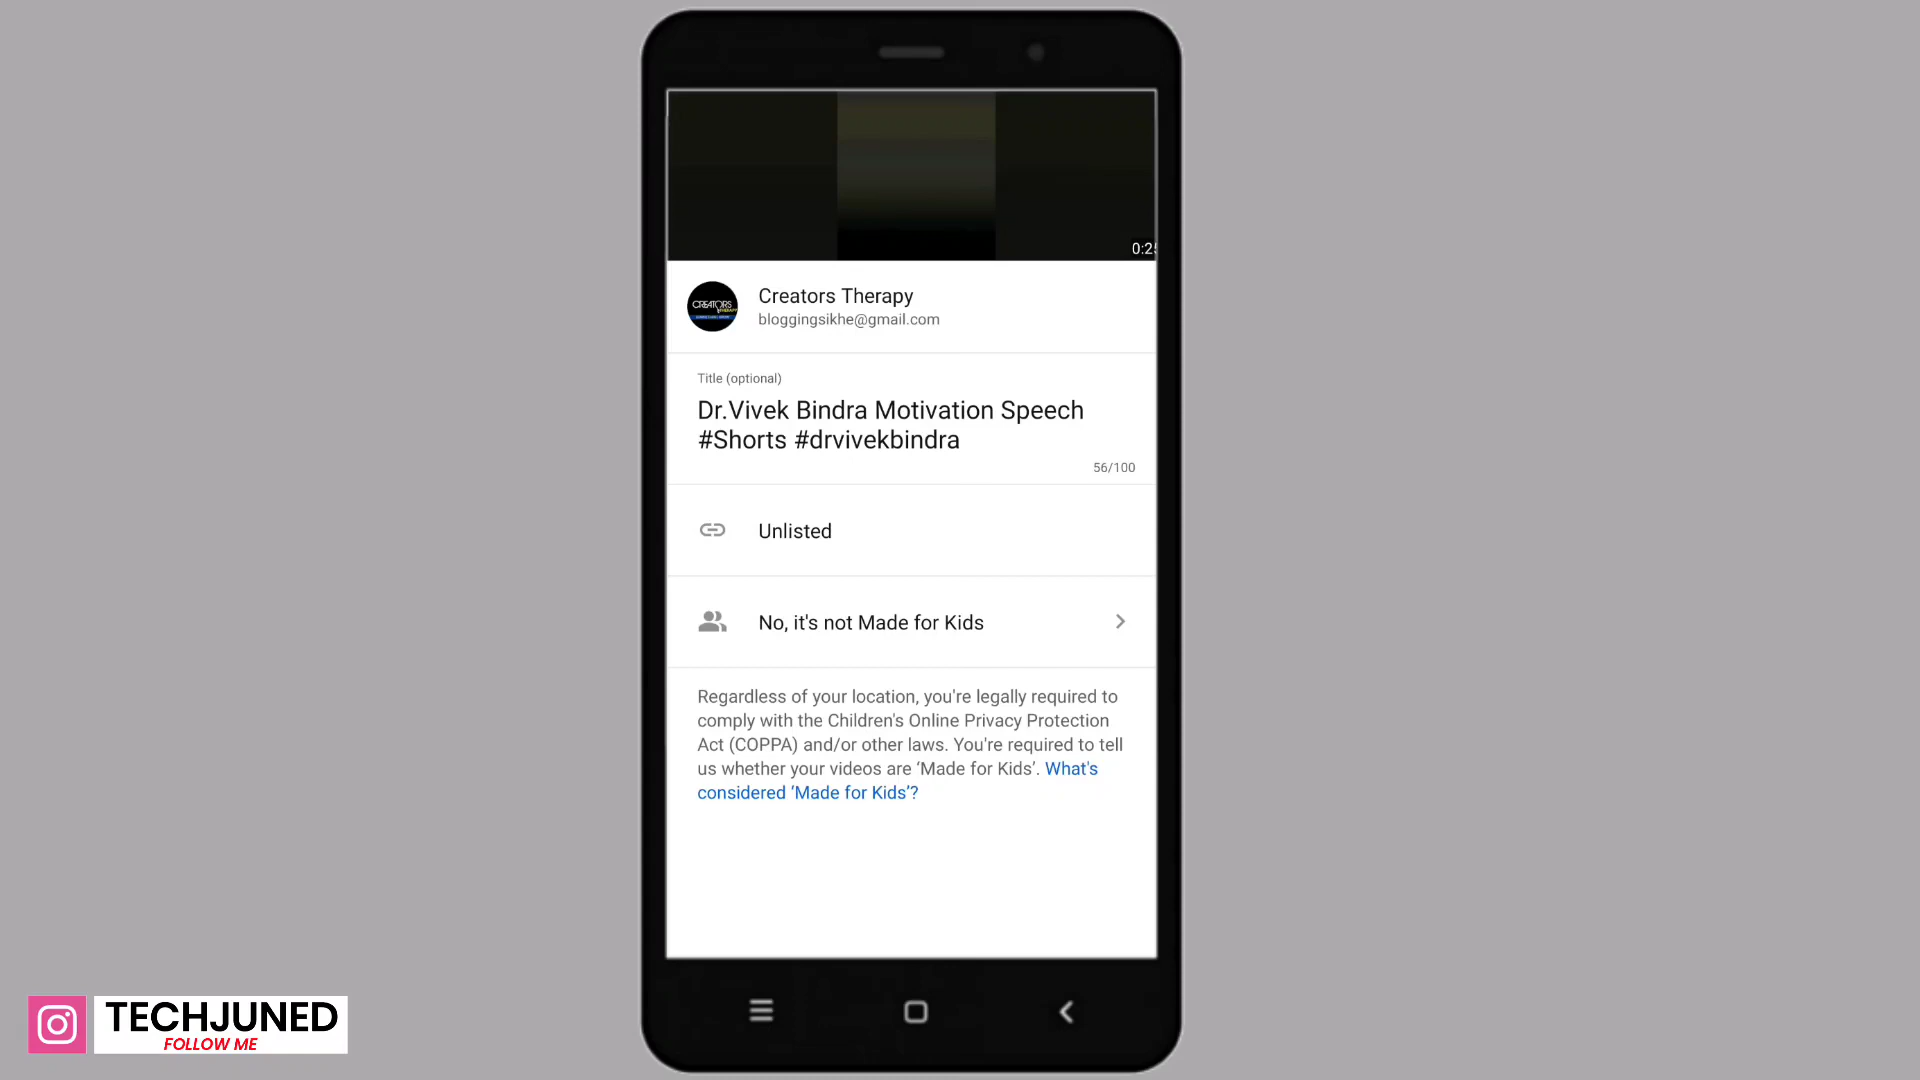 0:25
CREATORS
Creators Therapy
bloggingsikhe@gmail.com
Title (optional)
Dr.Vivek Bindra Motivation Speech
#Shorts #drvivekbindra
56/100
Unlisted
No, it's not Made for Kids
Regardless of your location, you're legally required to
comply with the Children's Online Privacy Protection
Act (COPPA) and/or other laws. You're required to tell
us whether your videos are ‘Made for Kids’. What's
considered ‘Made for Kids’?
TECHJUNED
FOLLOW ME